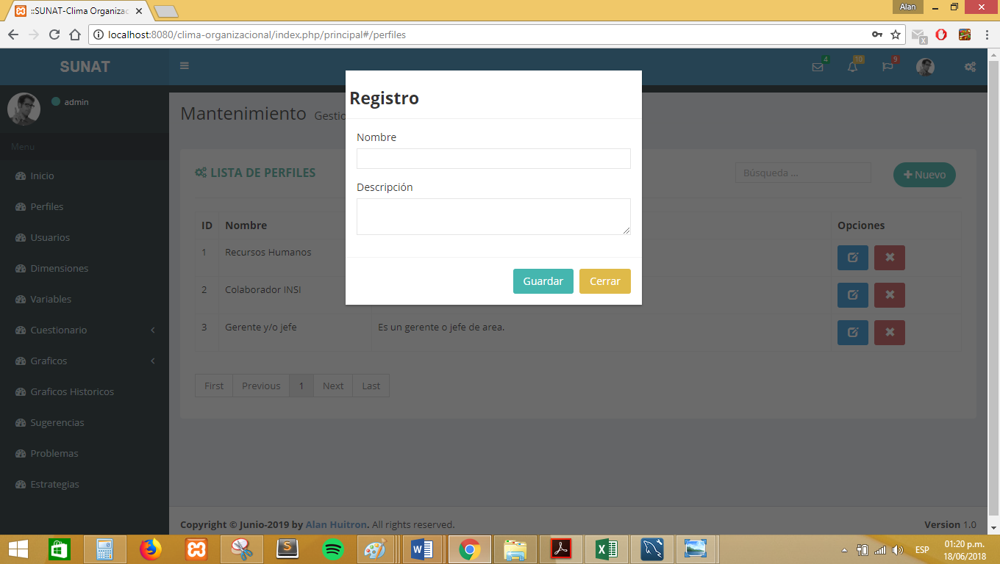 ::SUNAT-Clima Organizac
Alan
localhost:8080/clima-organizacional/index.php/principal#/perfiles
SUNAT
4
10
9
admin
Menu
Inicio
Perfiles
Usuarios
Dimensiones
Variables
Cuestionario
Graficos
Graficos Historicos
Sugerencias
Problemas
Estrategias
Mantenimiento
LISTA DE PERFILES
Búsqueda ...
Nuevo
ID Nombre Opciones
1 Recursos Humanos
2 Colaborador INSI
3 Gerente y/o jefe Es un gerente o jefe de area.
First Previous 1 Next Last
Registro
Nombre
Descripción
Guardar Cerrar
Copyright © Junio-2019 by Alan Huitron. All rights reserved.
Version 1.0
ESP
01:20 p.m.
18/06/2018